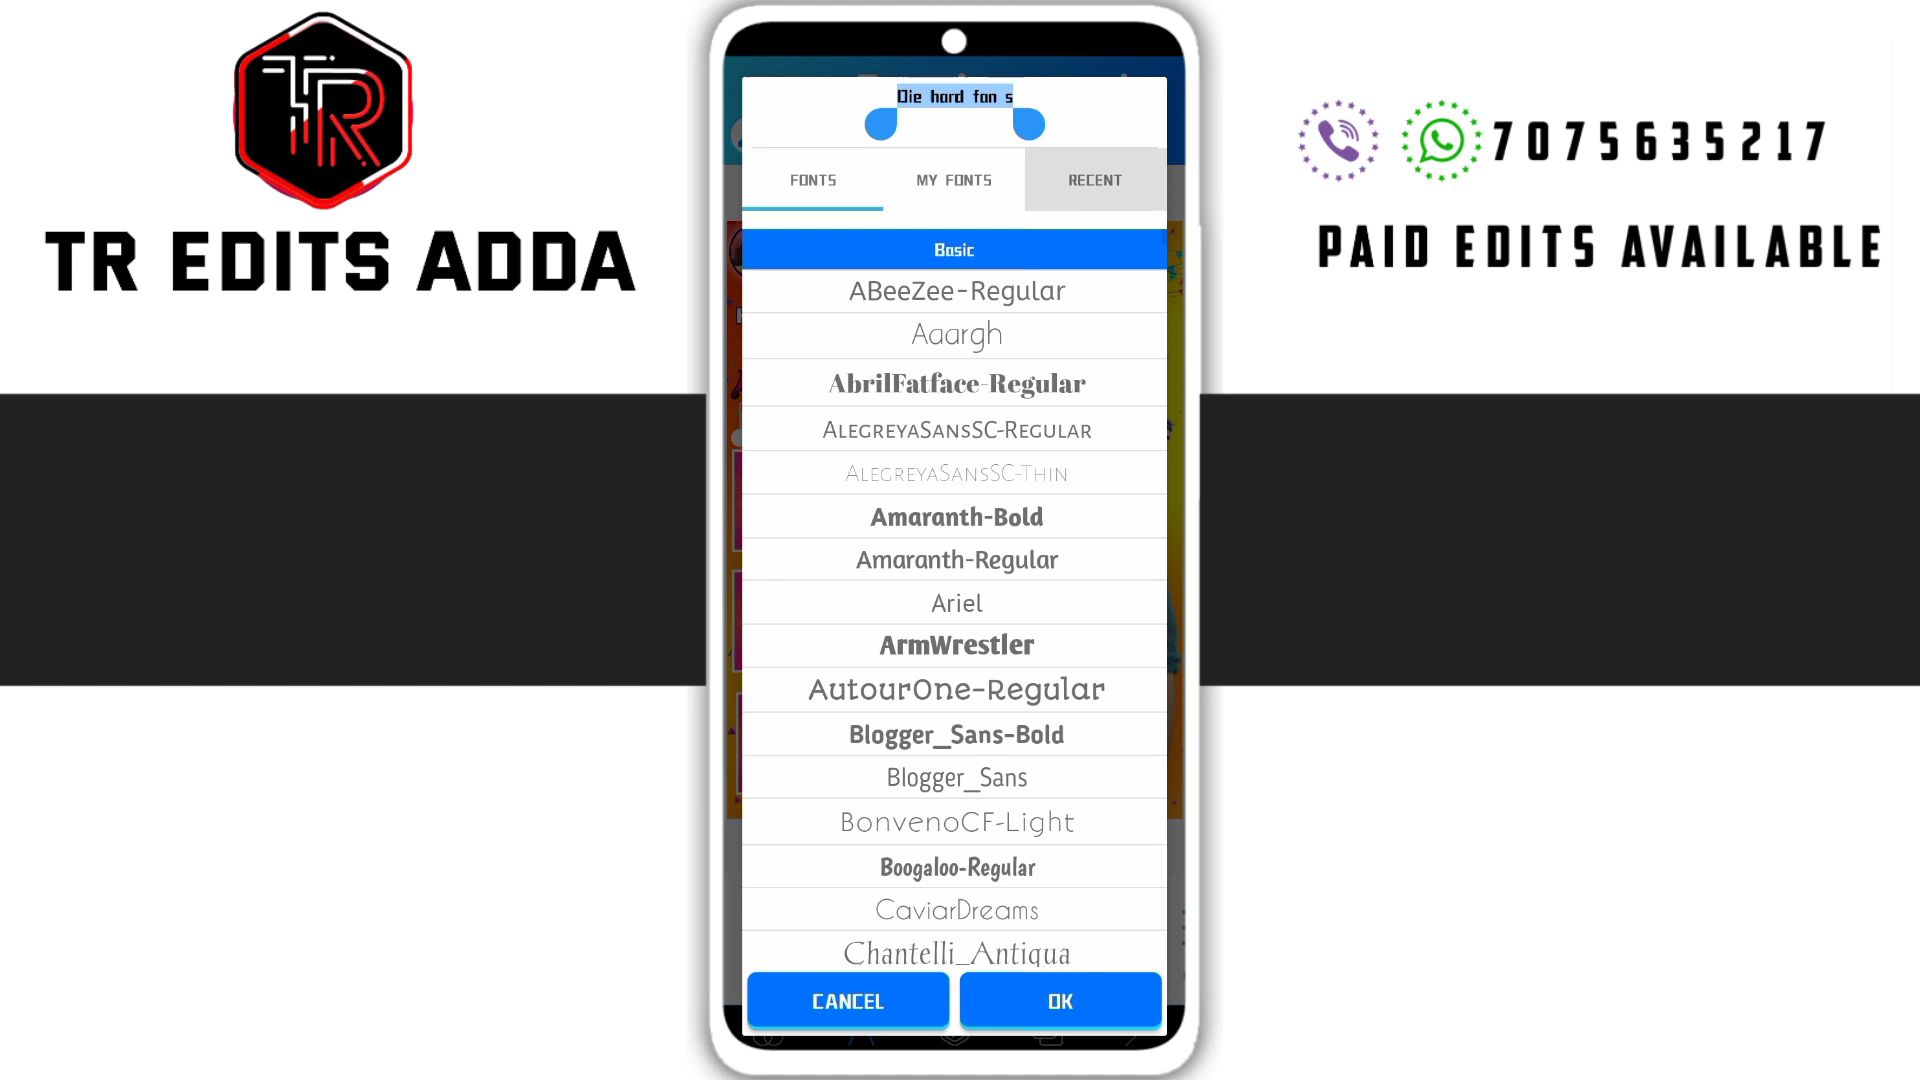 TR
TR EDITS ADDA
7075635217
PAID EDITS AVAILABLE
Die hard fan s
FONTS MY FONTS RECENT
Basic
ABeeZee-Regular
Aaargh
AbrilFatface-Regular
AlegreyaSansSC-Regular
AlegreyaSansSC-Thin
Amaranth-Bold
Amaranth-Regular
Ariel
ArmWrestler
AutourOne-Regular
Blogger_Sans-Bold
Blogger_Sans
BonvenoCF-Light
Boogaloo-Regular
CaviarDreams
Chantelli_Antiqua
CANCEL OK